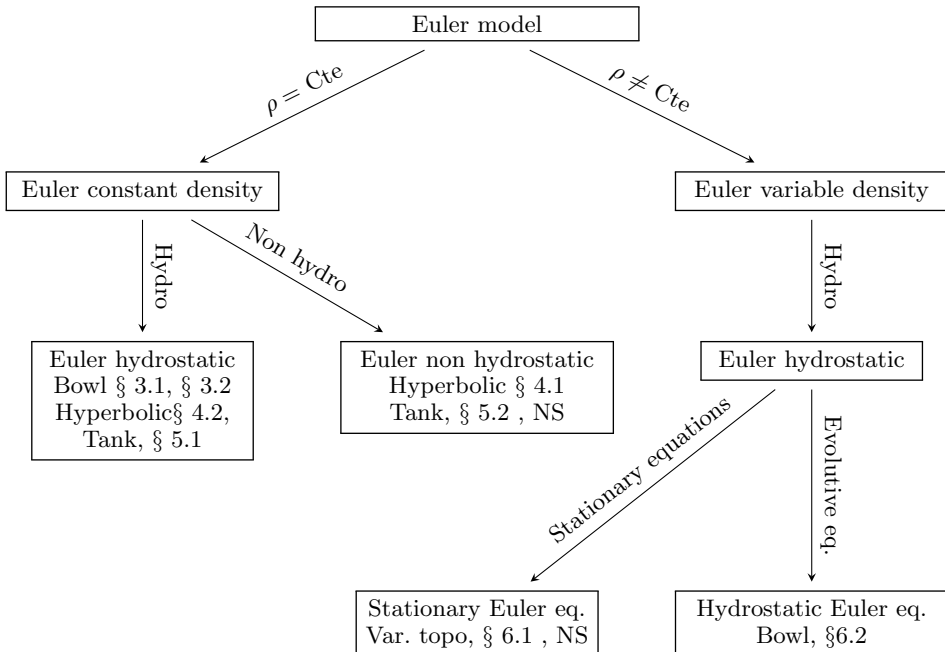 Euler model
ρ = Cte
ρ ≠ Cte
Euler constant density
Euler variable density
Hydro
Non hydro
Hydro
Euler hydrostatic
Bowl § 3.1, § 3.2
Hyperbolic§ 4.2,
Tank, § 5.1
Euler non hydrostatic
Hyperbolic § 4.1
Tank, § 5.2 , NS
Euler hydrostatic
Stationary equations
Evolutive eq.
Stationary Euler eq.
Var. topo, § 6.1 , NS
Hydrostatic Euler eq.
Bowl, §6.2